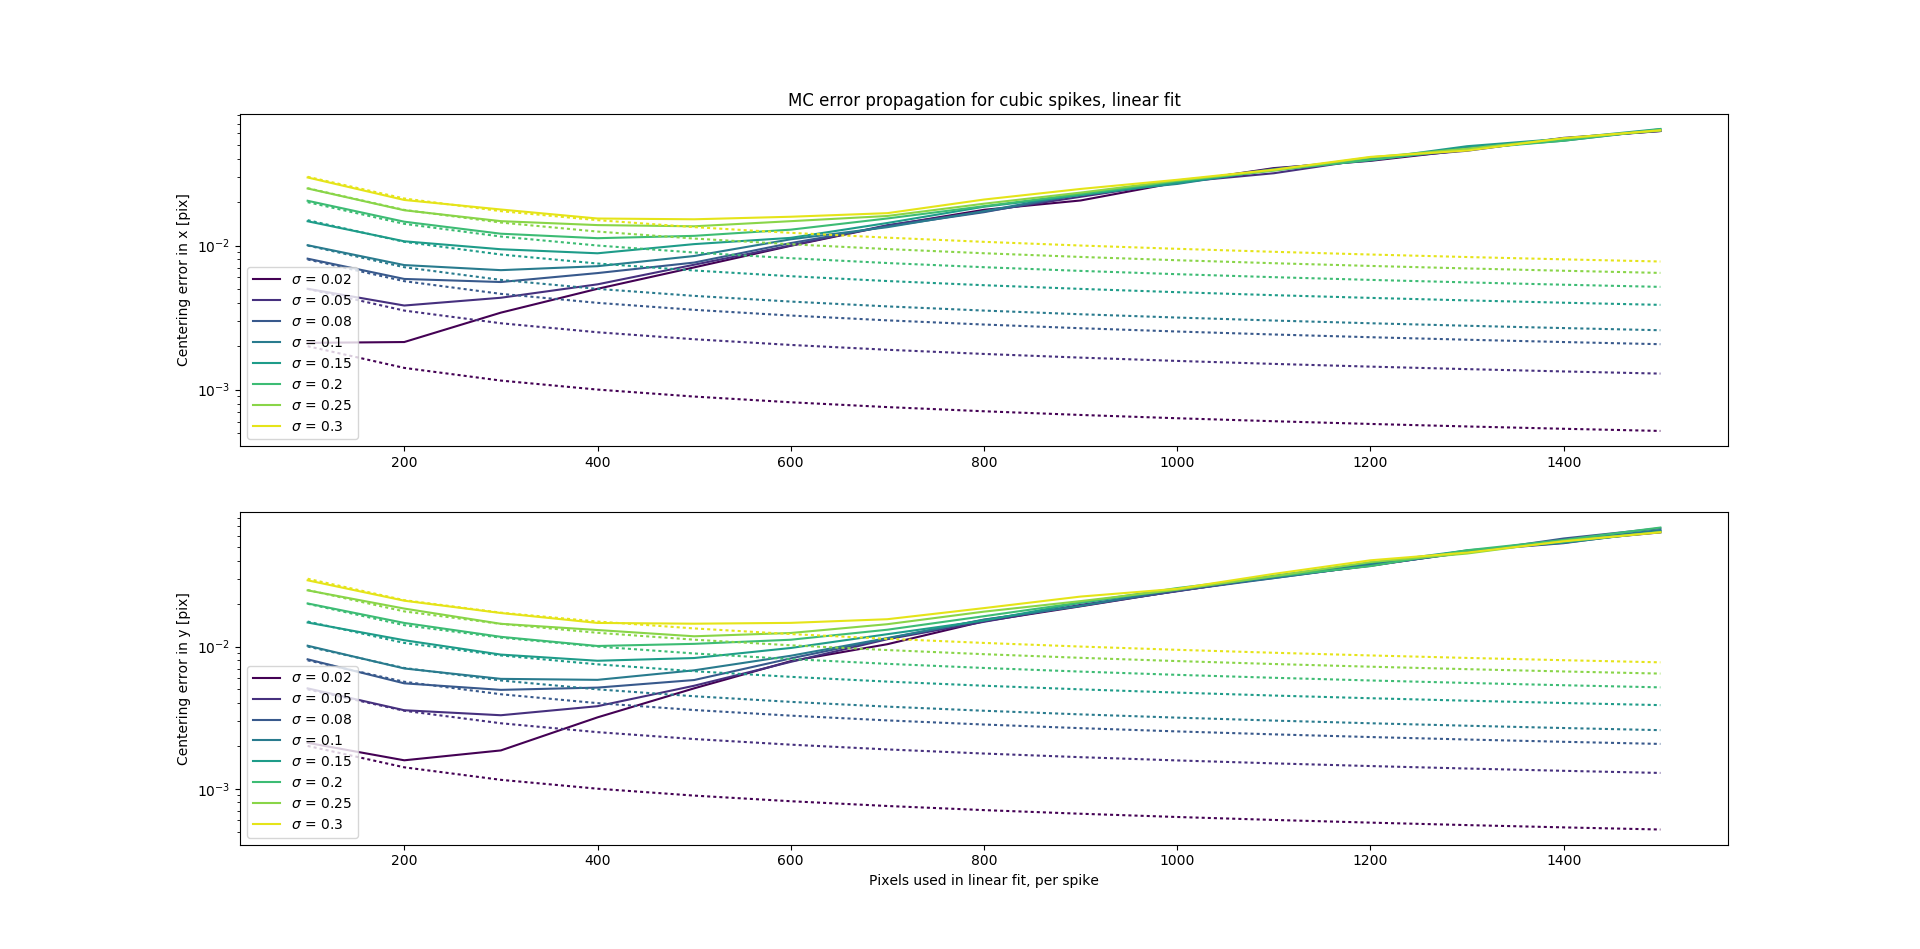 MC error propagation for cubic spikes, linear fit
Centering error in x [pix]
10⁻²
10⁻³
σ = 0.02
σ = 0.05
σ = 0.08
σ = 0.1
σ = 0.15
σ = 0.2
σ = 0.25
σ = 0.3
200 400 600 800 1000 1200 1400
Centering error in y [pix]
10⁻²
10⁻³
σ = 0.02
σ = 0.05
σ = 0.08
σ = 0.1
σ = 0.15
σ = 0.2
σ = 0.25
σ = 0.3
200 400 600 800 1000 1200 1400
Pixels used in linear fit, per spike